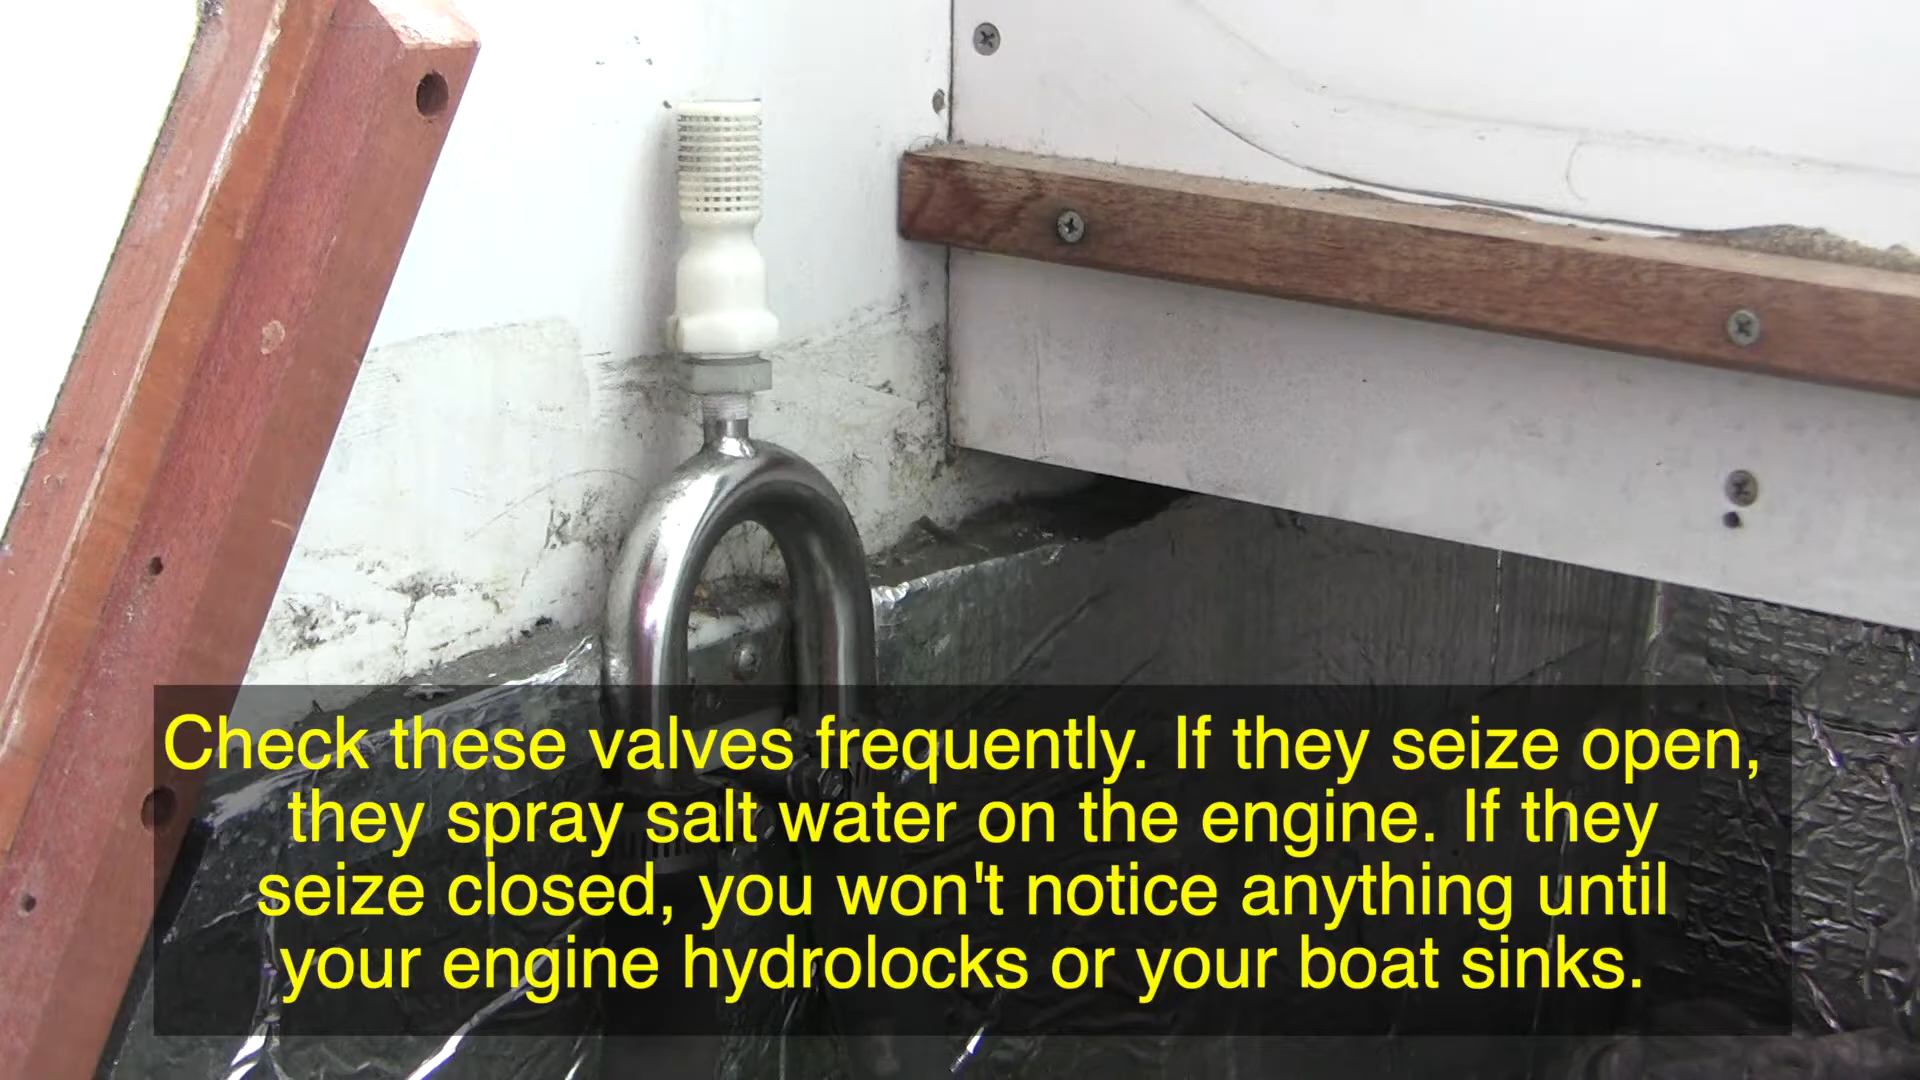 Check these valves frequently. If they seize open,
they spray salt water on the engine. If they
seize closed, you won't notice anything until
your engine hydrolocks or your boat sinks.